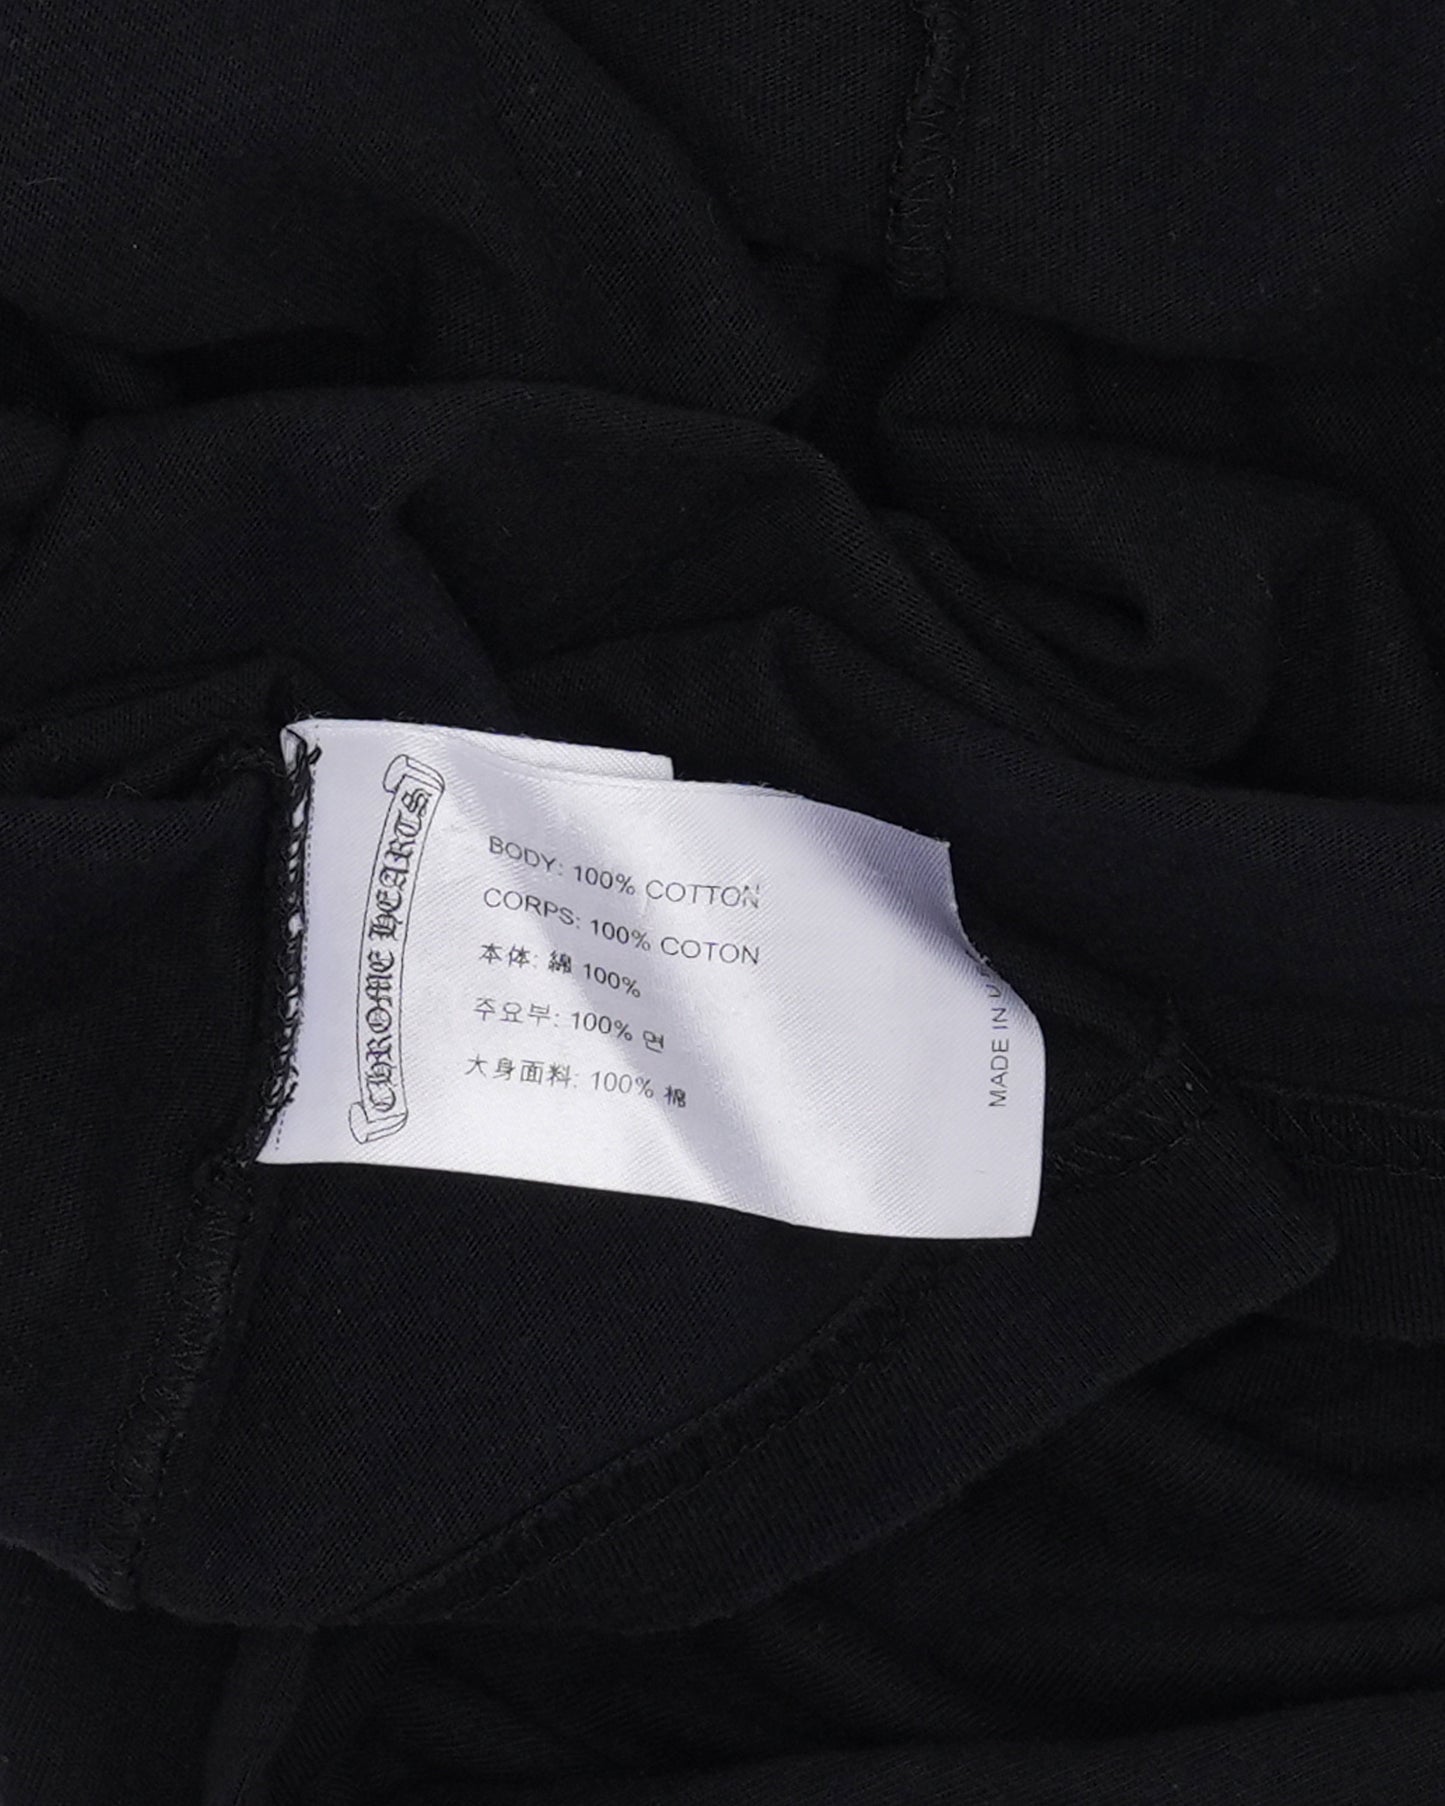 CHROME HEARTS
BODY: 100% COTTON
CORPS: 100% COTON
本体: 綿 100%
주요부: 100% 면
大身面料: 100% 棉
MADE IN